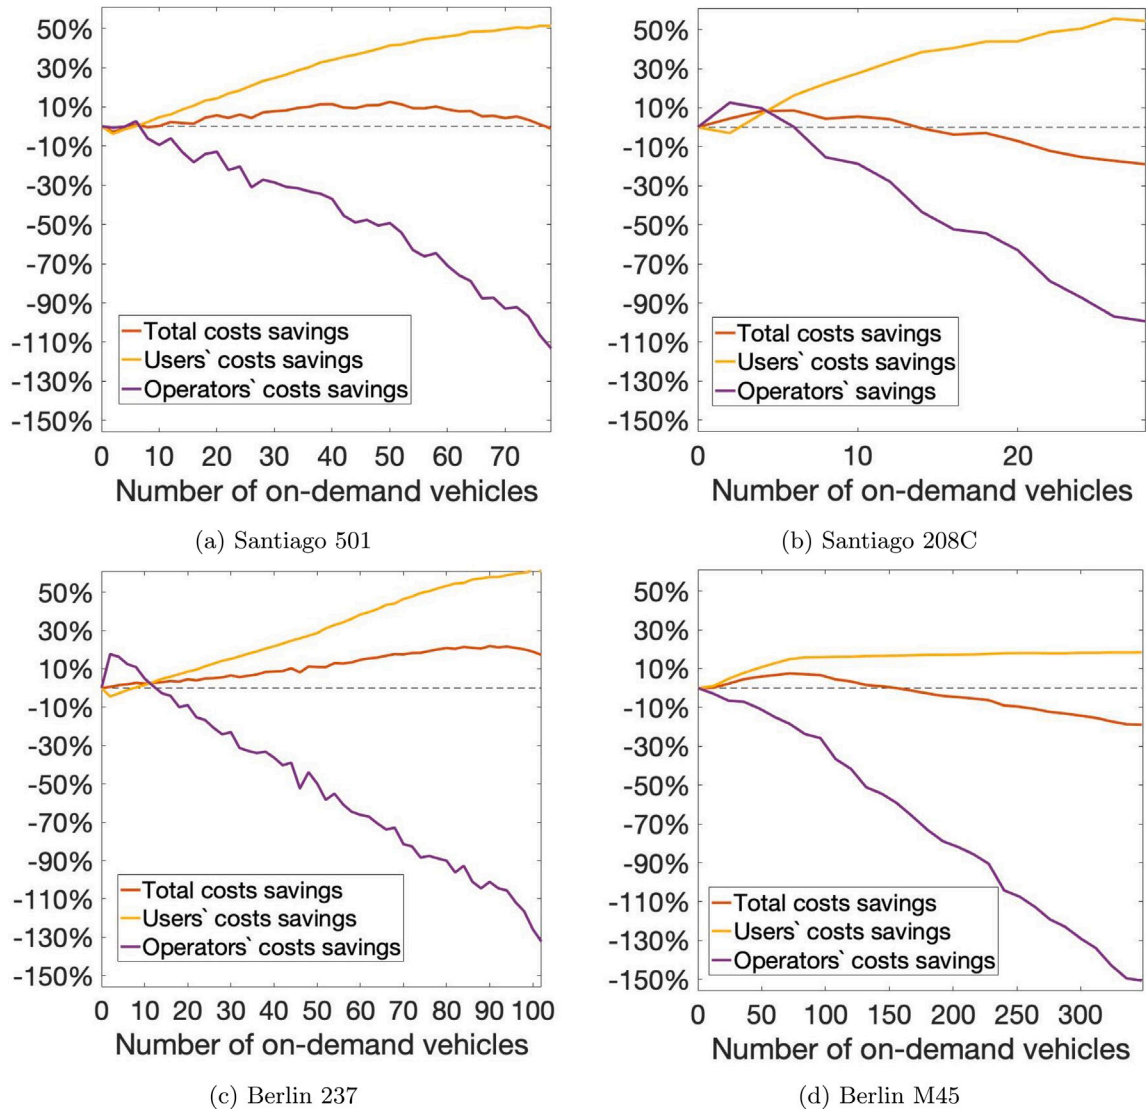 50%
30%
10%
-10%
-30%
-50%
-70%
-90%
-110%
-130%
-150%
Total costs savings
Users` costs savings
Operators` costs savings
0 10 20 30 40 50 60 70
Number of on-demand vehicles
(a) Santiago 501
50%
30%
10%
-10%
-30%
-50%
-70%
-90%
-110%
-130%
-150%
Total costs savings
Users` costs savings
Operators` savings
0 10 20
Number of on-demand vehicles
(b) Santiago 208C
50%
30%
10%
-10%
-30%
-50%
-70%
-90%
-110%
-130%
-150%
Total costs savings
Users` costs savings
Operators` costs savings
0 10 20 30 40 50 60 70 80 90 100
Number of on-demand vehicles
(c) Berlin 237
50%
30%
10%
-10%
-30%
-50%
-70%
-90%
-110%
-130%
-150%
Total costs savings
Users` costs savings
Operators` costs savings
0 50 100 150 200 250 300
Number of on-demand vehicles
(d) Berlin M45